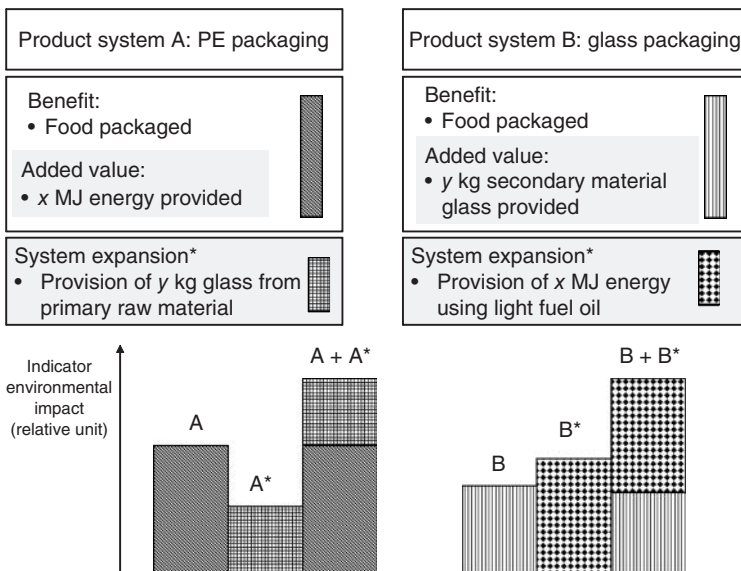 Product system A: PE packaging
Benefit:
• Food packaged
Added value:
• x MJ energy provided
System expansion*
• Provision of y kg glass from
primary raw material
Product system B: glass packaging
Benefit:
• Food packaged
Added value:
• y kg secondary material
glass provided
System expansion*
• Provision of x MJ energy
using light fuel oil
Indicator
environmental
impact
(relative unit)
A
A*
A + A*
B
B*
B + B*